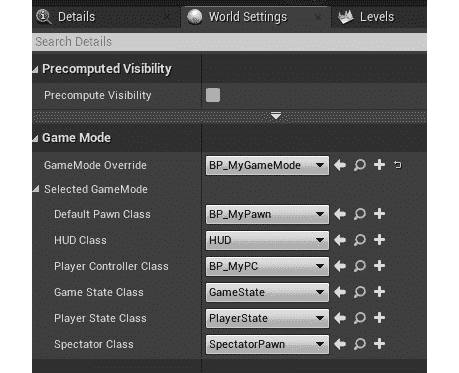 Details World Settings Levels
Search Details
Precomputed Visibility
Precompute Visibility
Game Mode
GameMode Override BP_MyGameMode
Selected GameMode
Default Pawn Class BP_MyPawn
HUD Class HUD
Player Controller Class BP_MyPC
Game State Class GameState
Player State Class PlayerState
Spectator Class SpectatorPawn